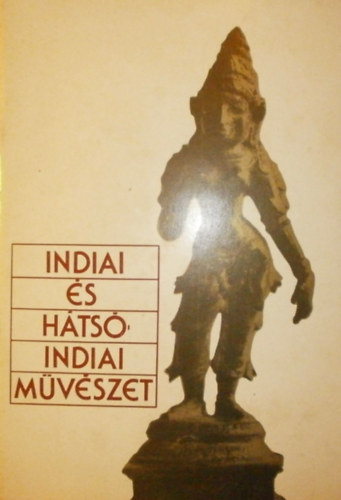 INDIAI
ÉS
HÁTSÓ-
INDIAI
MŰVÉSZET